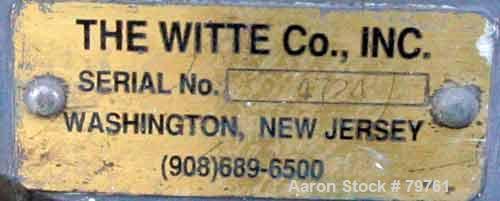 THE WITTE Co., INC.
SERIAL No.
WASHINGTON, NEW JERSEY
(908)689-6500
Aaron Stock # 79761